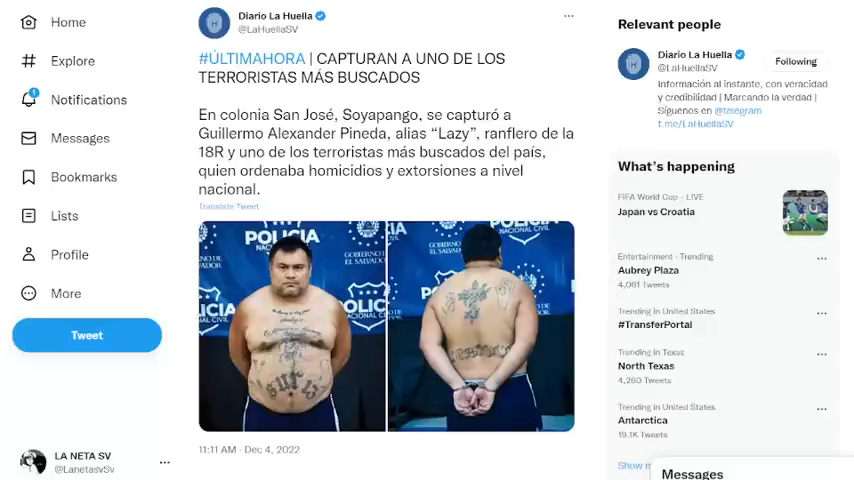 Home
Explore
1
Notifications
Messages
Bookmarks
Lists
Profile
More
Tweet
LA NETA SV
@LanetasvSv
Diario La Huella
@LaHuellaSV
#ÚLTIMAHORA | CAPTURAN A UNO DE LOS
TERRORISTAS MÁS BUSCADOS
En colonia San José, Soyapango, se capturó a
Guillermo Alexander Pineda, alias “Lazy”, ranflero de la
18R y uno de los terroristas más buscados del país,
quien ordenaba homicidios y extorsiones a nivel
nacional.
Translate Tweet
POLICÍA
NACIONAL CIVIL
GOBIERNO DE
EL SALVADOR
11:11 AM · Dec 4, 2022
Relevant people
Diario La Huella
@LaHuellaSV
Following
Información al instante, con veracidad
y credibilidad | Marcando la verdad |
Síguenos en @telegram
t.me/LaHuellaSV
What’s happening
FIFA World Cup · LIVE
Japan vs Croatia
Entertainment · Trending
Aubrey Plaza
4,061 Tweets
Trending in United States
#TransferPortal
Trending in Texas
North Texas
4,260 Tweets
Trending in United States
Antarctica
19.1K Tweets
Show
Messages